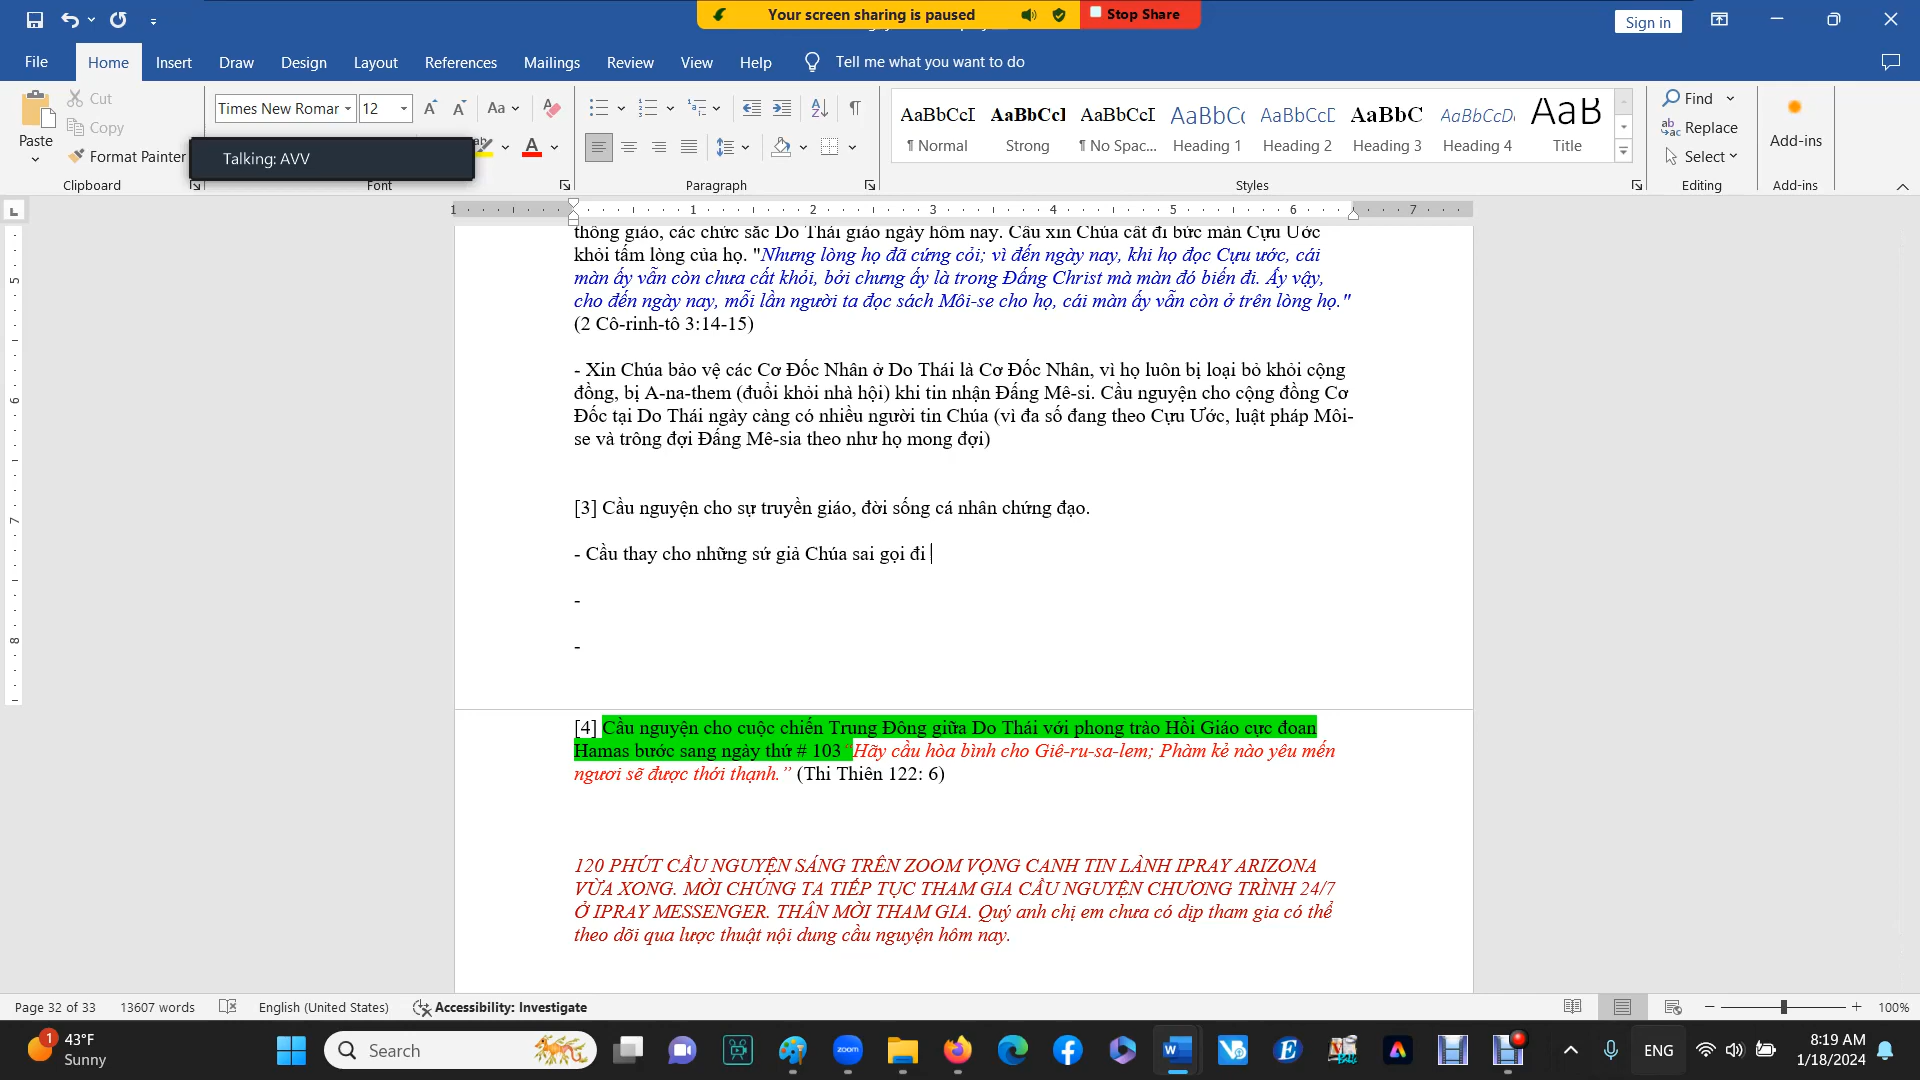 Your screen sharing is paused
Stop Share
Sign in
File
Home
Insert
Draw
Design
Layout
References
Mailings
Review
View
Help
Tell me what you want to do
Paste
Cut
Copy
Format Painter
Clipboard
Times New Roman
12
Talking: AVV
Font
Paragraph
AaBbCcI
¶ Normal
AaBbCcI
Strong
AaBbCcI
¶ No Spac...
AaBbCc
Heading 1
AaBbCcD
Heading 2
AaBbC
Heading 3
AaBbCcD
Heading 4
AaB
Title
Styles
Find
Replace
Select
Editing
Add-ins
Add-ins
thông giáo, các chức sắc Do Thái giáo ngày hôm nay. Cầu xin Chúa cất đi bức màn Cựu Ước
khỏi tấm lòng của họ. "Nhưng lòng họ đã cứng cỏi; vì đến ngày nay, khi họ đọc Cựu ước, cái
màn ấy vẫn còn chưa cất khỏi, bởi chưng ấy là trong Đấng Christ mà màn đó biến đi. Ấy vậy,
cho đến ngày nay, mỗi lần người ta đọc sách Môi-se cho họ, cái màn ấy vẫn còn ở trên lòng họ."
(2 Cô-rinh-tô 3:14-15)
- Xin Chúa bảo vệ các Cơ Đốc Nhân ở Do Thái là Cơ Đốc Nhân, vì họ luôn bị loại bỏ khỏi cộng
đồng, bị A-na-them (đuổi khỏi nhà hội) khi tin nhận Đấng Mê-si. Cầu nguyện cho cộng đồng Cơ
Đốc tại Do Thái ngày càng có nhiều người tin Chúa (vì đa số đang theo Cựu Ước, luật pháp Môi-
se và trông đợi Đấng Mê-sia theo như họ mong đợi)
[3] Cầu nguyện cho sự truyền giáo, đời sống cá nhân chứng đạo.
- Cầu thay cho những sứ giả Chúa sai gọi đi
-
-
[4] Cầu nguyện cho cuộc chiến Trung Đông giữa Do Thái với phong trào Hồi Giáo cực đoan
Hamas bước sang ngày thứ # 103“Hãy cầu hòa bình cho Giê-ru-sa-lem; Phàm kẻ nào yêu mến
ngươi sẽ được thới thạnh.” (Thi Thiên 122: 6)
120 PHÚT CẦU NGUYỆN SÁNG TRÊN ZOOM VỌNG CANH TIN LÀNH IPRAY ARIZONA
VỪA XONG. MỜI CHÚNG TA TIẾP TỤC THAM GIA CẦU NGUYỆN CHƯƠNG TRÌNH 24/7
Ở IPRAY MESSENGER. THÂN MỜI THAM GIA. Quý anh chị em chưa có dịp tham gia có thể
theo dõi qua lược thuật nội dung cầu nguyện hôm nay.
Page 32 of 33
13607 words
English (United States)
Accessibility: Investigate
100%
43°F
Sunny
Search
zoom
ENG
8:19 AM
1/18/2024